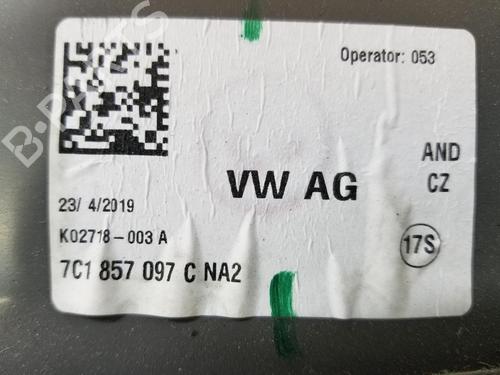 Operator: 053
B-PARTS
VW AG
AND
CZ
23/ 4/2019
K02718-003 A
17S
7C1 857 097 C NA2